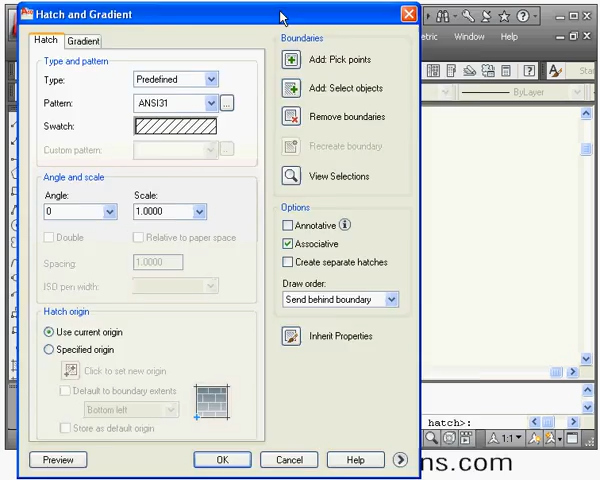 Hatch and Gradient
Hatch Gradient
Type and pattern
Type: Predefined
Pattern: ANSI31 ...
Swatch:
Custom pattern: ...
Angle and scale
Angle: Scale:
0 1.0000
Double Relative to paper space
Spacing: 1.0000
ISO pen width:
Hatch origin
Use current origin
Specified origin
Click to set new origin
Default to boundary extents
Bottom left
Store as default origin
Boundaries
Add: Pick points
Add: Select objects
Remove boundaries
Recreate boundary
View Selections
Options
Annotative
Associative
Create separate hatches
Draw order:
Send behind boundary
Inherit Properties
Preview OK Cancel Help
etric Window Help
Stan
ByLayer
hatch>:
1:1
ns.com